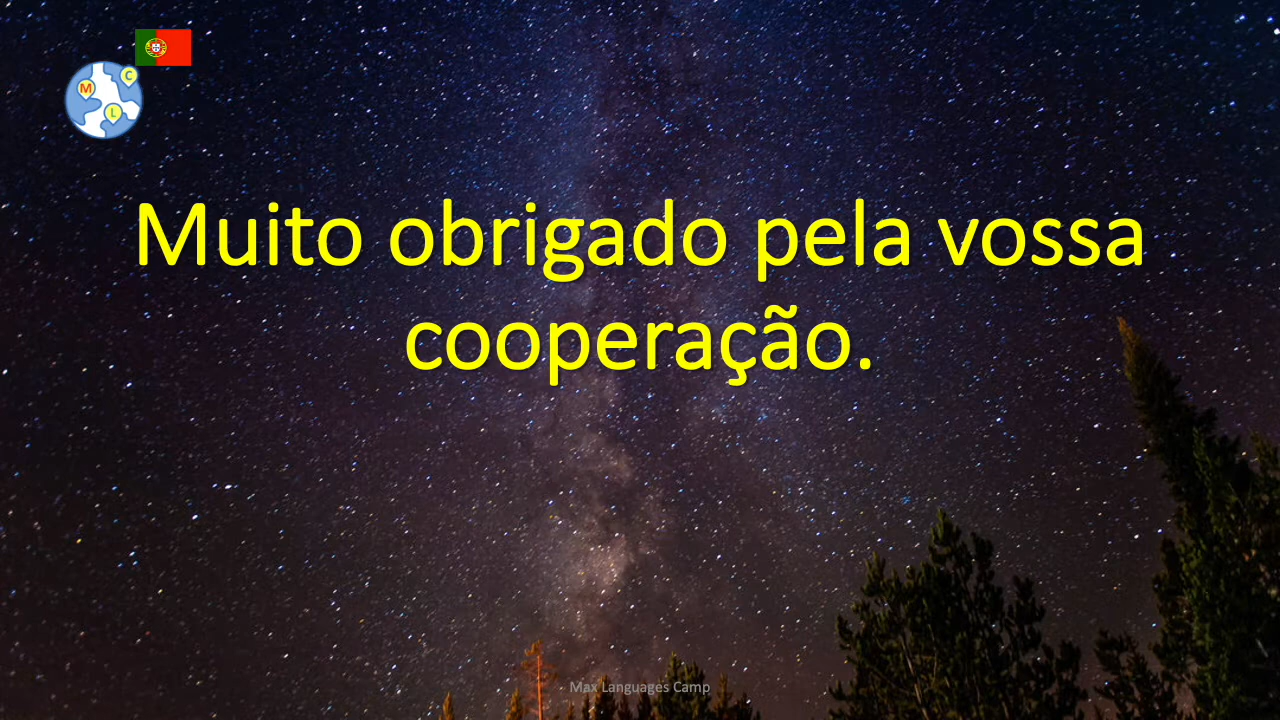 C
M
L
Muito obrigado pela vossa
cooperação.
Max Languages Camp